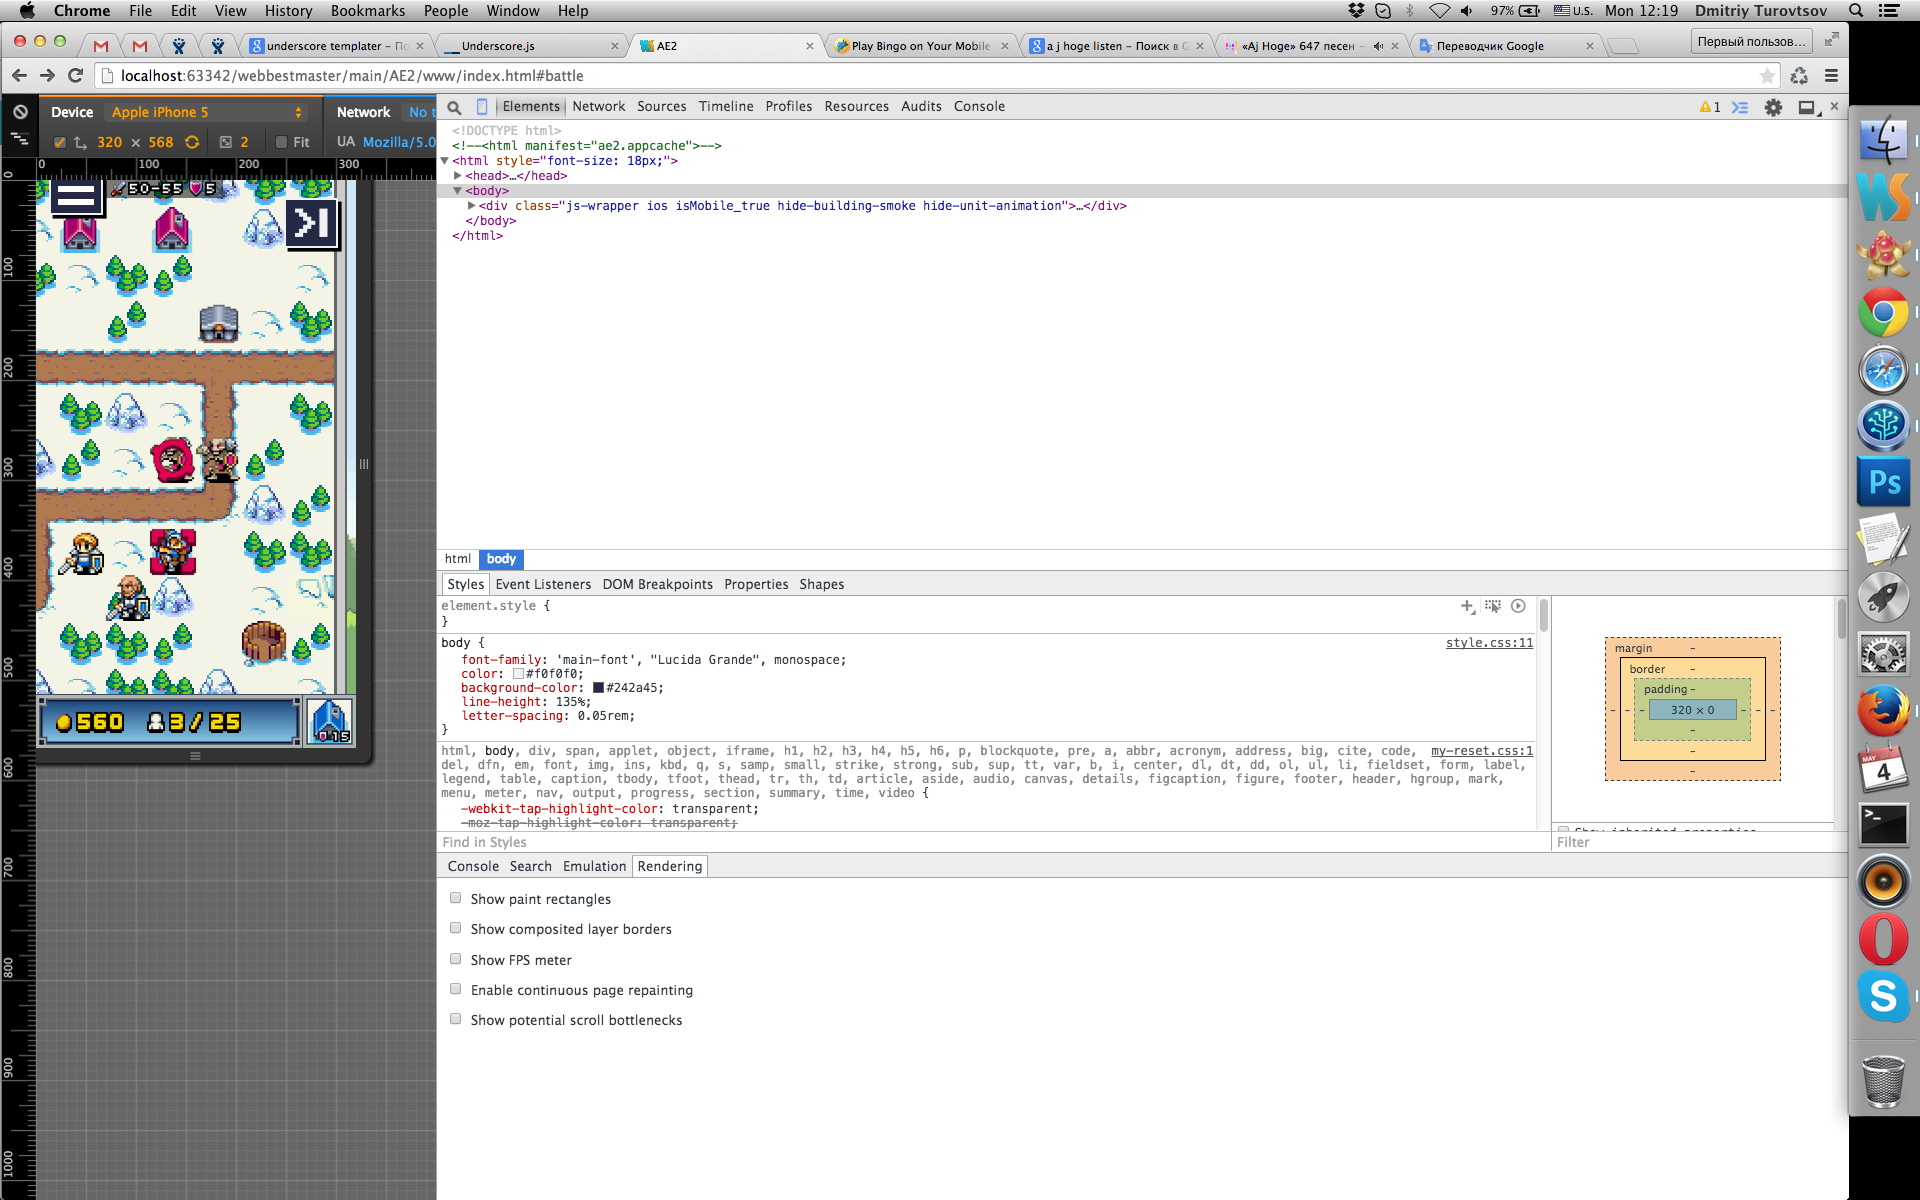 Chrome File Edit View History Bookmarks People Window Help 97% U.S. Mon 12:19 Dmitriy Turovtsov
underscore templater – По Underscore.js AE2 Play Bingo on Your Mobile a j hoge listen – Поиск в G «Aj Hoge» 647 песен – Переводчик Google Первый пользов...
localhost:63342/webbestmaster/main/AE2/www/index.html#battle
Device Apple iPhone 5 Network No t
320 × 568 2 Fit UA Mozilla/5.0
Elements Network Sources Timeline Profiles Resources Audits Console 1
<!DOCTYPE html>
<!--<html manifest="ae2.appcache">-->
<html style="font-size: 18px;">
<head>…</head>
<body>
<div class="js-wrapper ios isMobile_true hide-building-smoke hide-unit-animation">…</div>
</body>
</html>
0 100 200 300
0
100
200
300
400
500
600
700
800
900
1000
50-55 5
560 3/25 15
html body
Styles Event Listeners DOM Breakpoints Properties Shapes
element.style {
}
body { style.css:11
font-family: 'main-font', "Lucida Grande", monospace;
color: #f0f0f0;
background-color: #242a45;
line-height: 135%;
letter-spacing: 0.05rem;
}
html, body, div, span, applet, object, iframe, h1, h2, h3, h4, h5, h6, p, blockquote, pre, a, abbr, acronym, address, big, cite, code, my-reset.css:1
del, dfn, em, font, img, ins, kbd, q, s, samp, small, strike, strong, sub, sup, tt, var, b, i, center, dl, dt, dd, ol, ul, li, fieldset, form, label,
legend, table, caption, tbody, tfoot, thead, tr, th, td, article, aside, audio, canvas, details, figcaption, figure, footer, header, hgroup, mark,
menu, meter, nav, output, progress, section, summary, time, video {
-webkit-tap-highlight-color: transparent;
-moz-tap-highlight-color: transparent;
margin –
border –
padding –
– – – 320 × 0 – – –
–
–
–
Show inherited properties
Find in Styles Filter
Console Search Emulation Rendering
Show paint rectangles
Show composited layer borders
Show FPS meter
Enable continuous page repainting
Show potential scroll bottlenecks
Ps
MAY
4